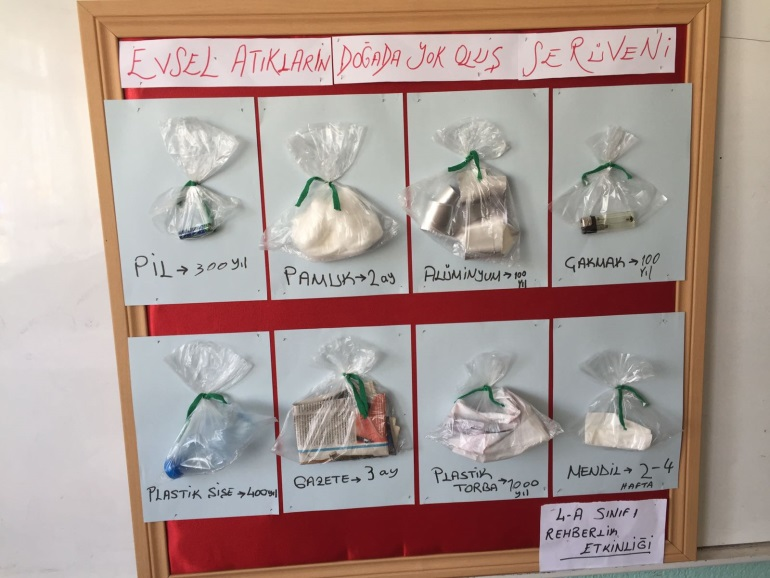 EVSEL ATIKLARIN DOĞADA YOK OLUŞ SERÜVENİ
PİL → 300 yıl
PAMUK → 2 ay
ALÜMİNYUM → 100 yıl
ÇAKMAK → 100 yıl
PLASTİK ŞİŞE → 400 yıl
GAZETE → 3 ay
PLASTİK
TORBA → 1000 yıl
MENDİL → 2-4
HAFTA
4-A SINIFI
REHBERLİK
ETKİNLİĞİ